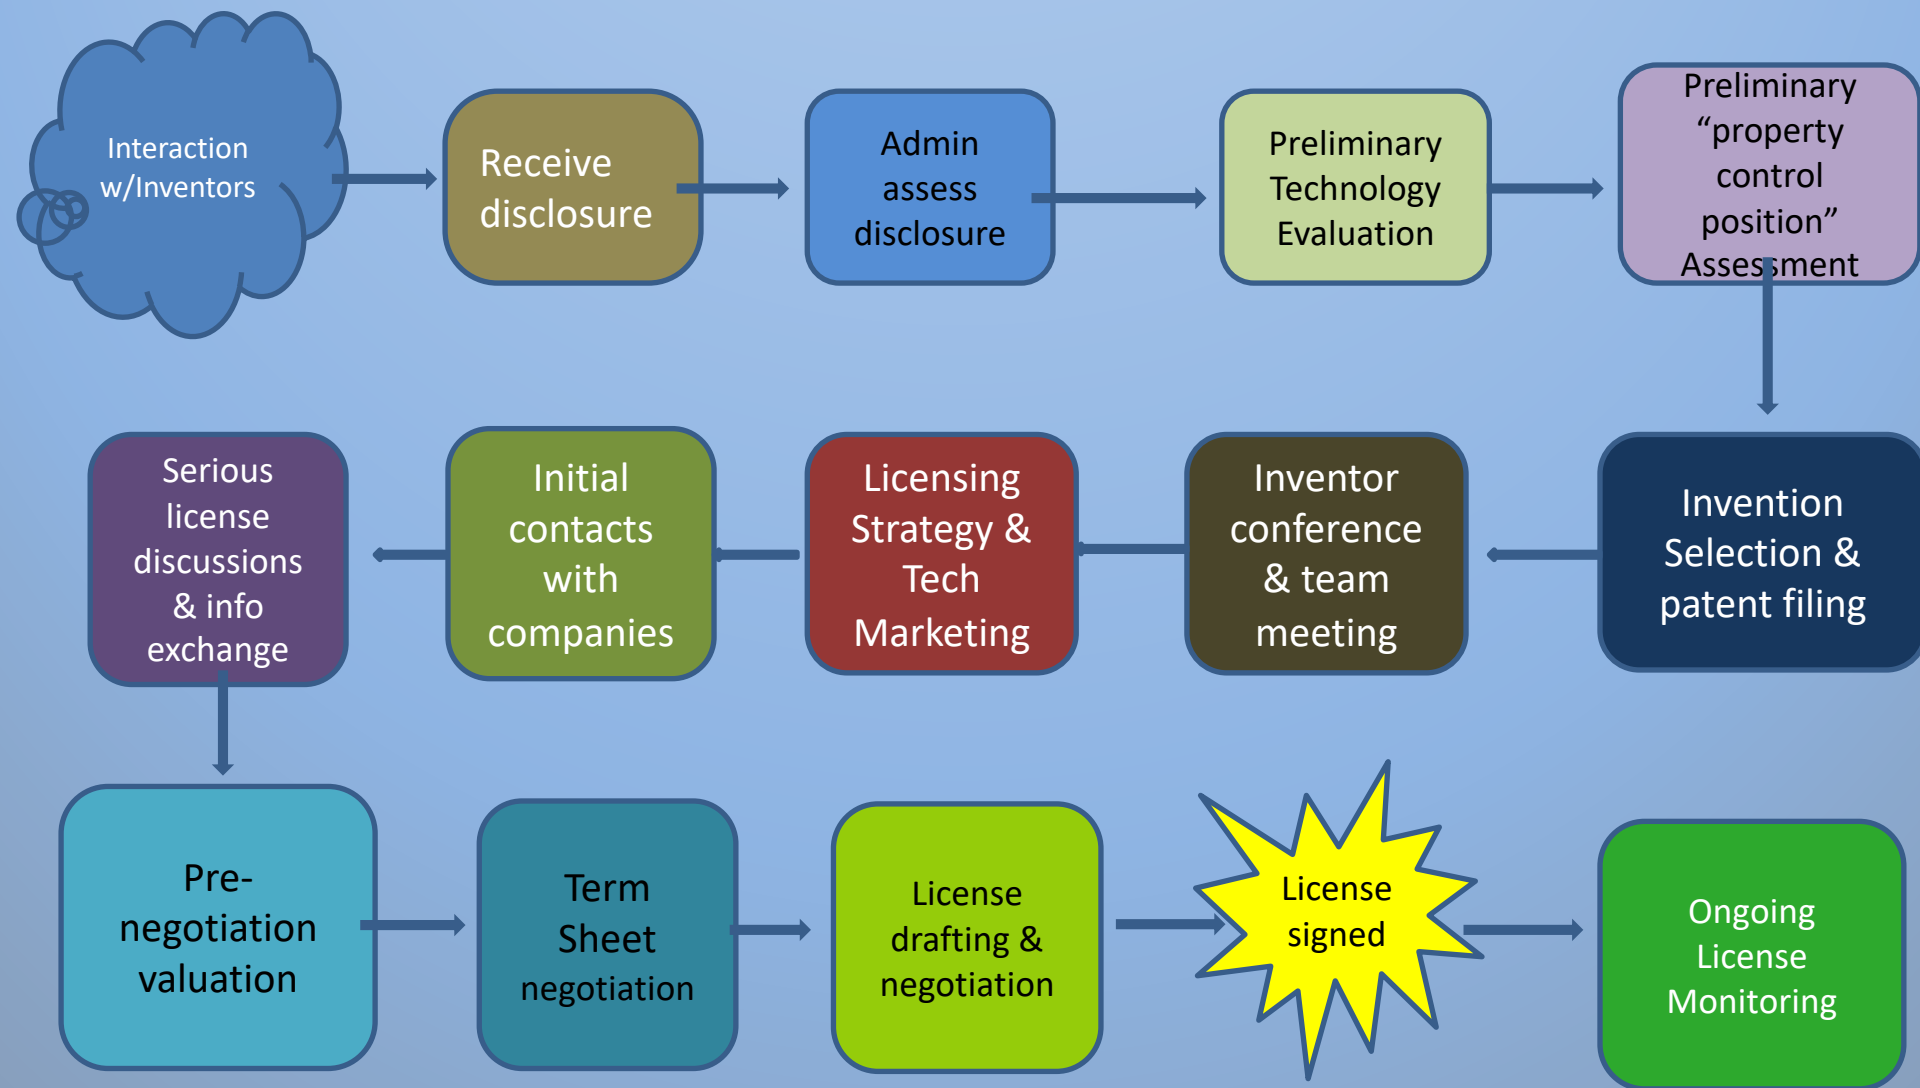 Interaction
w/Inventors
Receive
disclosure
Admin
assess
disclosure
Preliminary
Technology
Evaluation
Preliminary
“property
control
position”
Assessment
Serious
license
discussions
& info
exchange
Initial
contacts
with
companies
Licensing
Strategy &
Tech
Marketing
Inventor
conference
& team
meeting
Invention
Selection &
patent filing
Pre-
negotiation
valuation
Term
Sheet
negotiation
License
drafting &
negotiation
License
signed
Ongoing
License
Monitoring